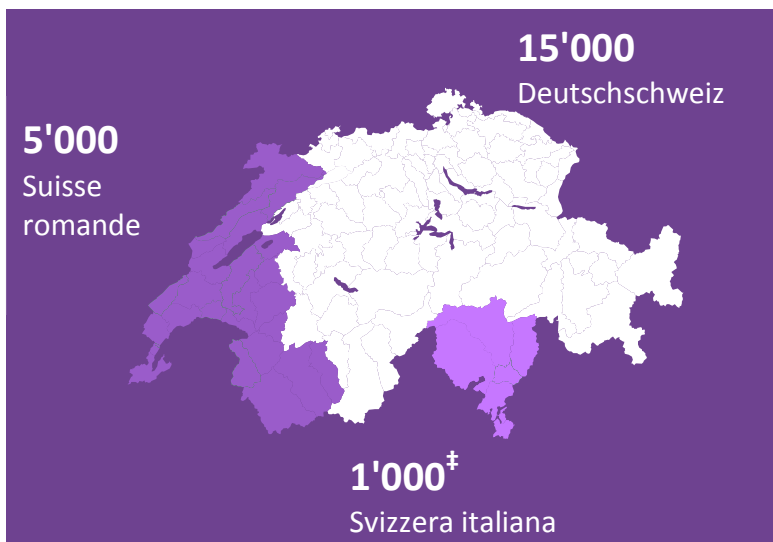 15'000
Deutschschweiz
5'000
Suisse
romande
1'000‡
Svizzera italiana